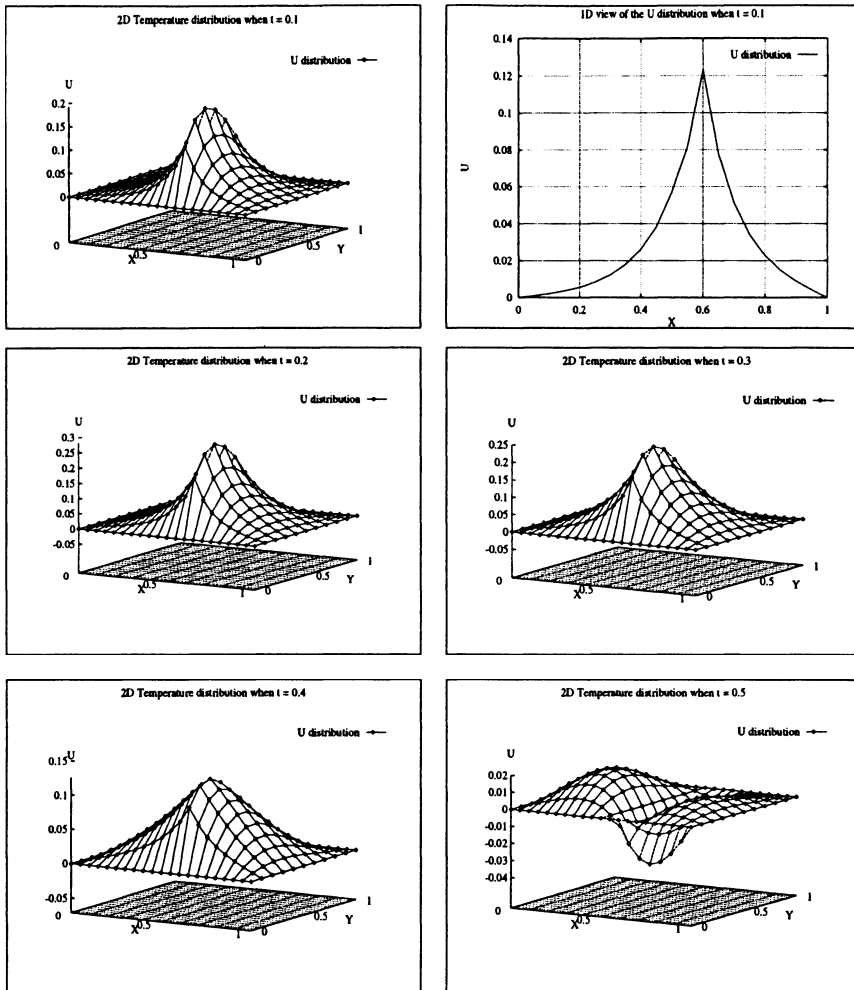 2D Temperature distribution when t = 0.1
U distribution
U
0.2
0.15
0.1
0.05
0
0
X
0.5
1
0
0.5
Y
1
1D view of the U distribution when t = 0.1
U distribution
0.14
0.12
0.1
0.08
U
0.06
0.04
0.02
0
0
0.2
0.4
0.6
0.8
1
X
2D Temperature distribution when t = 0.2
U distribution
U
0.3
0.25
0.2
0.15
0.1
0.05
0
-0.05
0
X
0.5
1
0
0.5
Y
1
2D Temperature distribution when t = 0.3
U distribution
U
0.25
0.2
0.15
0.1
0.05
0
-0.05
0
X
0.5
1
0
0.5
Y
1
2D Temperature distribution when t = 0.4
U distribution
U
0.15
0.1
0.05
0
-0.05
0
X
0.5
1
0
0.5
Y
1
2D Temperature distribution when t = 0.5
U distribution
U
0.02
0.01
0
-0.01
-0.02
-0.03
-0.04
0
X
0.5
1
0
0.5
Y
1